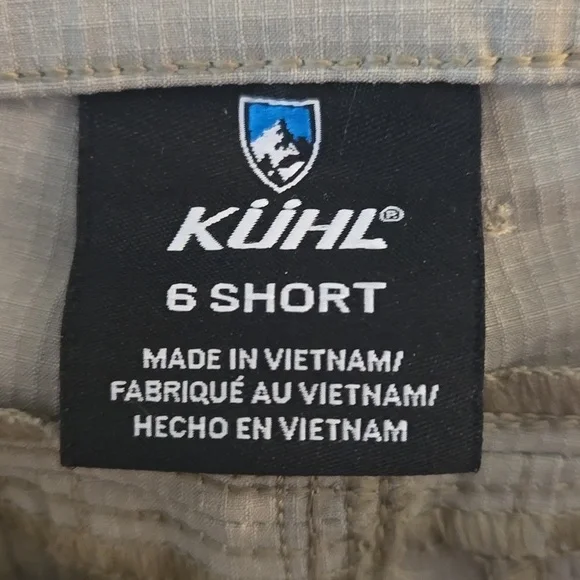 KÜHL®
6 SHORT
MADE IN VIETNAM/
FABRIQUÉ AU VIETNAM/
HECHO EN VIETNAM